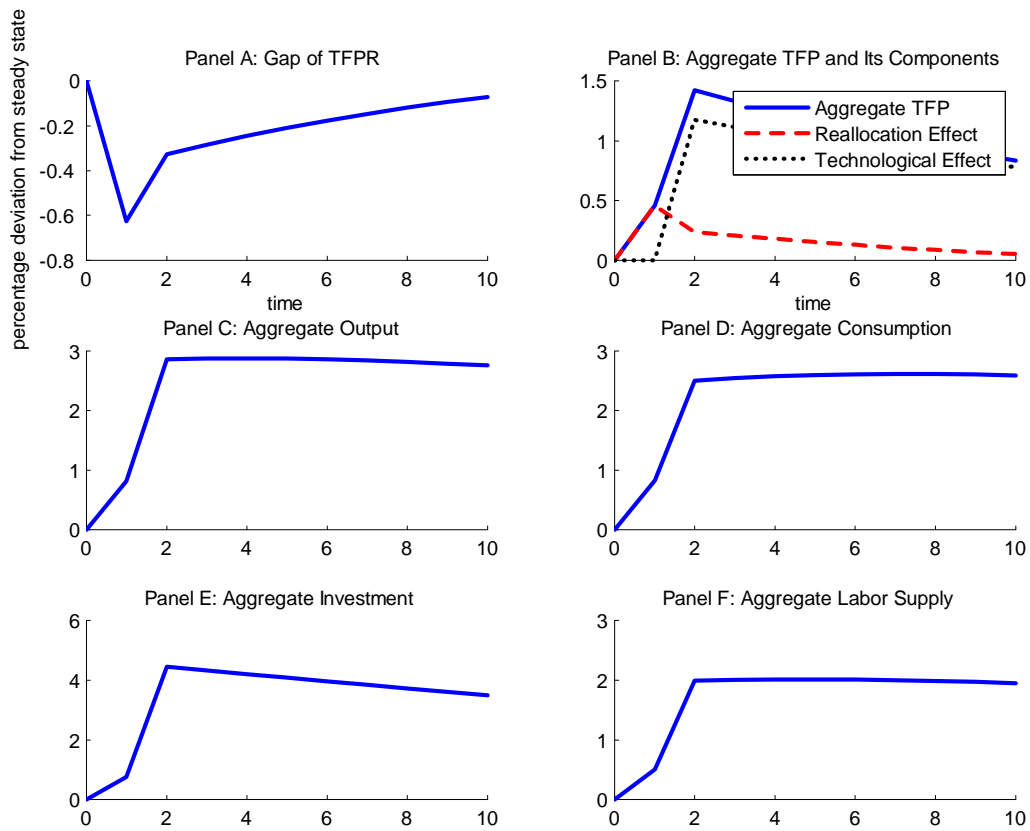 percentage deviation from steady state
Panel A: Gap of TFPR
0
-0.2
-0.4
-0.6
-0.8
0 2 4 6 8 10
time
Panel B: Aggregate TFP and Its Components
1.5
1
0.5
0
Aggregate TFP
Reallocation Effect
Technological Effect
0 2 4 6 8 10
time
Panel C: Aggregate Output
3
2
1
0
0 2 4 6 8 10
Panel D: Aggregate Consumption
3
2
1
0
0 2 4 6 8 10
Panel E: Aggregate Investment
6
4
2
0
0 2 4 6 8 10
Panel F: Aggregate Labor Supply
3
2
1
0
0 2 4 6 8 10